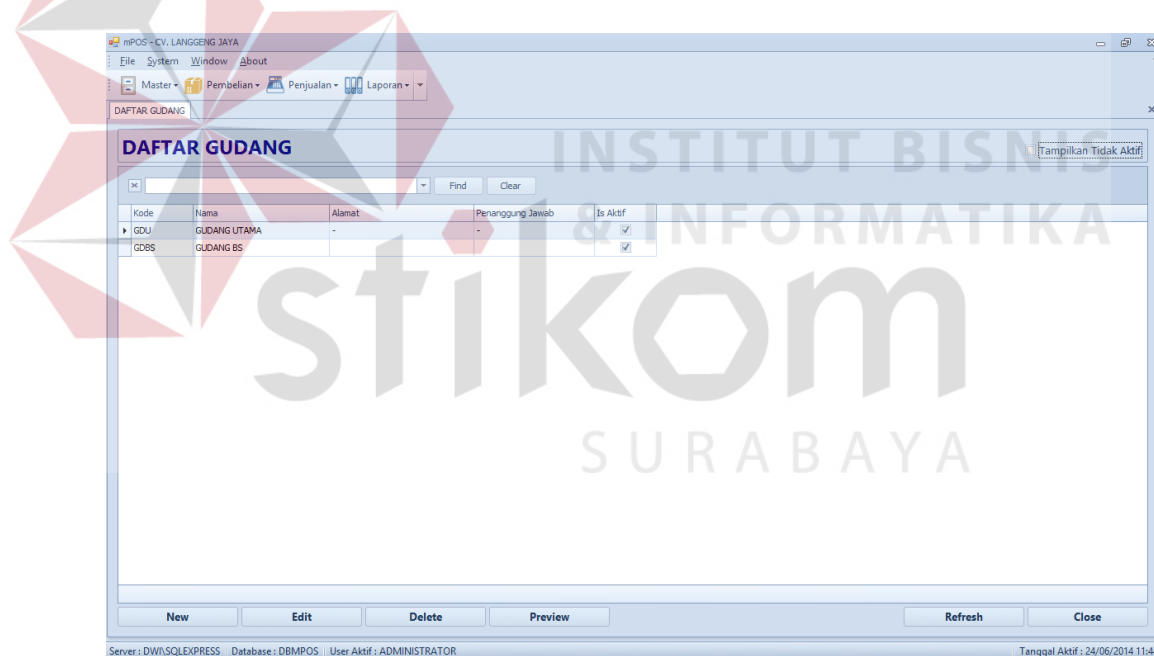 mPOS - CV. LANGGENG JAYA
File System Window About
Master Pembelian Penjualan Laporan
DAFTAR GUDANG
DAFTAR GUDANG
Tampilkan Tidak Aktif
Find Clear
Kode Nama Alamat Penanggung Jawab Is Aktif
GDU GUDANG UTAMA - -
GDBS GUDANG BS
INSTITUT BISNIS
& INFORMATIKA
stikom
SURABAYA
New Edit Delete Preview Refresh Close
Server : DWI\SQLEXPRESS Database : DBMPOS User Aktif : ADMINISTRATOR Tanggal Aktif : 24/06/2014 11:4